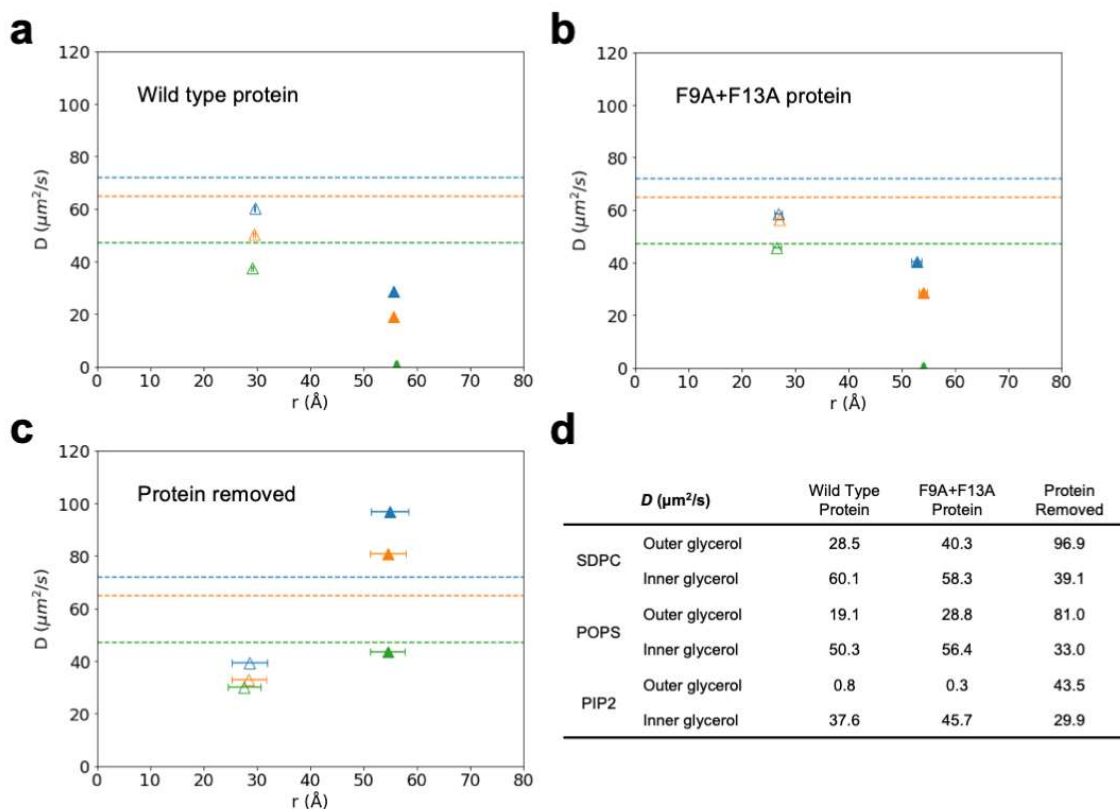 a
120
100
80
60
40
20
0
D (μm²/s)
Wild type protein
0 10 20 30 40 50 60 70 80
r (Å)
b
120
100
80
60
40
20
0
D (μm²/s)
F9A+F13A protein
0 10 20 30 40 50 60 70 80
r (Å)
c
120
100
80
60
40
20
0
D (μm²/s)
Protein removed
0 10 20 30 40 50 60 70 80
r (Å)
d
D (μm²/s) Wild Type Protein F9A+F13A Protein Protein Removed
SDPC
Outer glycerol 28.5 40.3 96.9
Inner glycerol 60.1 58.3 39.1
POPS
Outer glycerol 19.1 28.8 81.0
Inner glycerol 50.3 56.4 33.0
PIP2
Outer glycerol 0.8 0.3 43.5
Inner glycerol 37.6 45.7 29.9